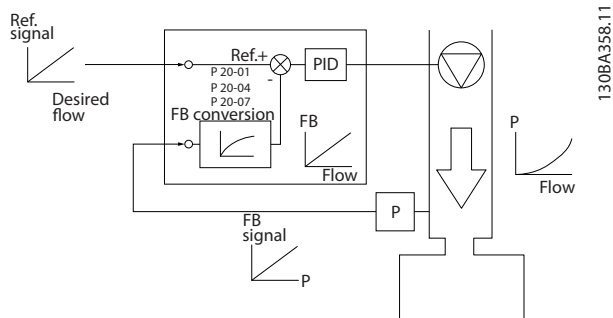 Ref.
signal
Desired
flow
Ref.+
-
P 20-01
P 20-04
P 20-07
FB conversion
PID
FB
Flow
P
Flow
P
FB
signal
P
130BA358.11